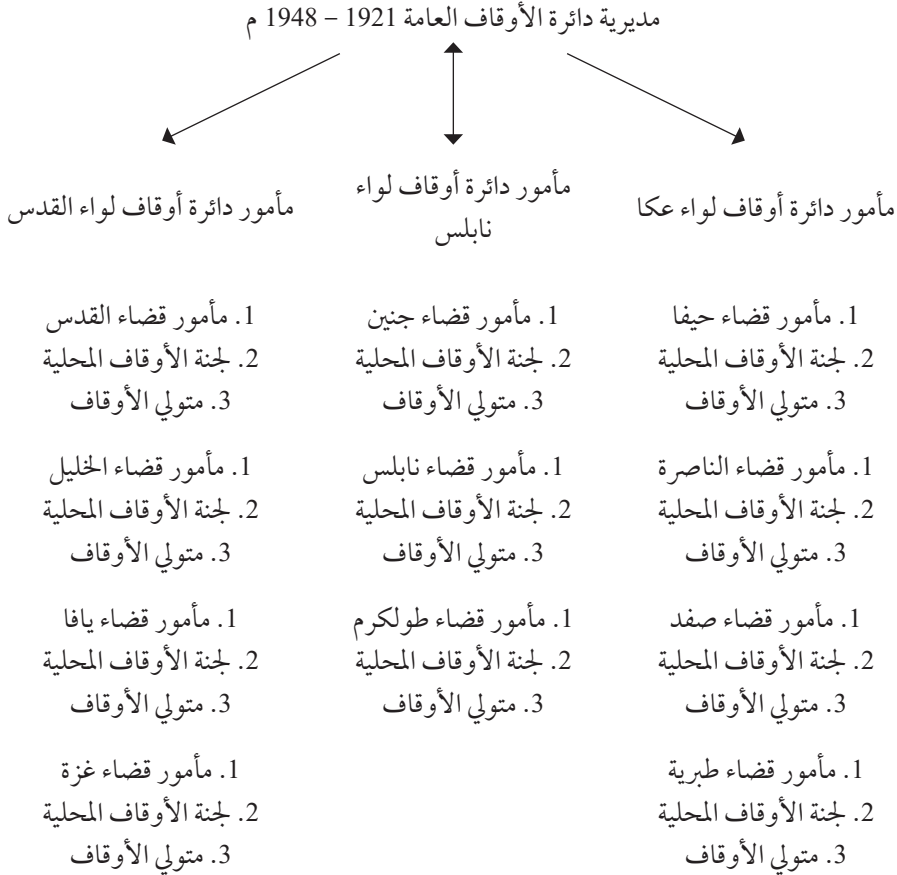 مديرية دائرة الأوقاف العامة 1921 – 1948 م
مأمور دائرة أوقاف لواء عكا
مأمور دائرة أوقاف لواء
نابلس
مأمور دائرة أوقاف لواء القدس
1. مأمور قضاء حيفا
2. لجنة الأوقاف المحلية
3. متولي الأوقاف
1. مأمور قضاء الناصرة
2. لجنة الأوقاف المحلية
3. متولي الأوقاف
1. مأمور قضاء صفد
2. لجنة الأوقاف المحلية
3. متولي الأوقاف
1. مأمور قضاء طبرية
2. لجنة الأوقاف المحلية
3. متولي الأوقاف
1. مأمور قضاء جنين
2. لجنة الأوقاف المحلية
3. متولي الأوقاف
1. مأمور قضاء نابلس
2. لجنة الأوقاف المحلية
3. متولي الأوقاف
1. مأمور قضاء طولكرم
2. لجنة الأوقاف المحلية
3. متولي الأوقاف
1. مأمور قضاء القدس
2. لجنة الأوقاف المحلية
3. متولي الأوقاف
1. مأمور قضاء الخليل
2. لجنة الأوقاف المحلية
3. متولي الأوقاف
1. مأمور قضاء يافا
2. لجنة الأوقاف المحلية
3. متولي الأوقاف
1. مأمور قضاء غزة
2. لجنة الأوقاف المحلية
3. متولي الأوقاف